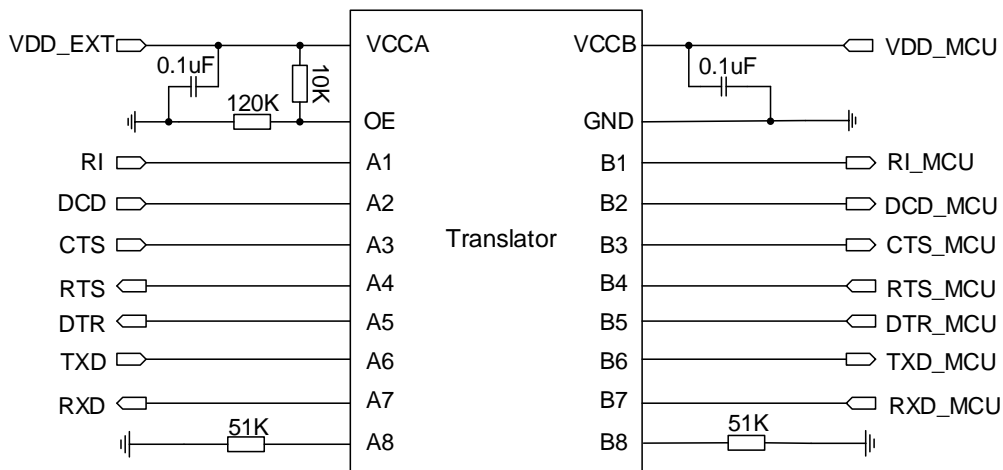 VDD_EXT VCCA VCCB VDD_MCU
0.1uF 10K 0.1uF
120K OE GND
RI A1 B1 RI_MCU
DCD A2 B2 DCD_MCU
CTS A3 Translator B3 CTS_MCU
RTS A4 B4 RTS_MCU
DTR A5 B5 DTR_MCU
TXD A6 B6 TXD_MCU
RXD A7 B7 RXD_MCU
51K A8 B8 51K